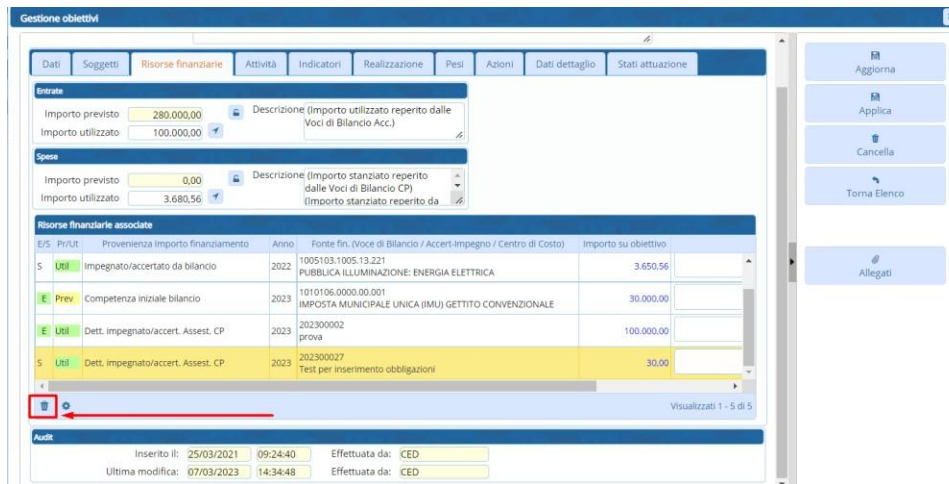 Gestione obiettivi
Dati Soggetti Risorse finanziarie Attività Indicatori Realizzazione Pesi Azioni Dati dettaglio Stati attuazione
Entrate
Importo previsto 280.000,00 Descrizione (Importo utilizzato reperito dalle
Voci di Bilancio Acc.)
Importo utilizzato 100.000,00
Spese
Importo previsto 0,00 Descrizione (Importo stanziato reperito
dalle Voci di Bilancio CP)
Importo utilizzato 3.680,56 (Importo stanziato reperito da
Risorse finanziarie associate
E/S Pr/Ut Provenienza Importo finanziamento Anno Fonte fin. (Voce di Bilancio / Accert-Impegno / Centro di Costo) Importo su obiettivo
S Util Impegnato/accertato da bilancio 2022 1005103.1005.13.221 3.650,56
PUBBLICA ILLUMINAZIONE: ENERGIA ELETTRICA
E Prev Competenza iniziale bilancio 2023 1010106.0000.00.001 30.000,00
IMPOSTA MUNICIPALE UNICA (IMU) GETTITO CONVENZIONALE
E Util Dett. impegnato/accert. Assest. CP 2023 202300002 100.000,00
prova
S Util Dett. impegnato/accert. Assest. CP 2023 202300027 30,00
Test per inserimento obbligazioni
Visualizzati 1 - 5 di 5
Audit
Inserito il: 25/03/2021 09:24:40 Effettuata da: CED
Ultima modifica: 07/03/2023 14:34:48 Effettuata da: CED
Aggiorna
Applica
Cancella
Torna Elenco
Allegati